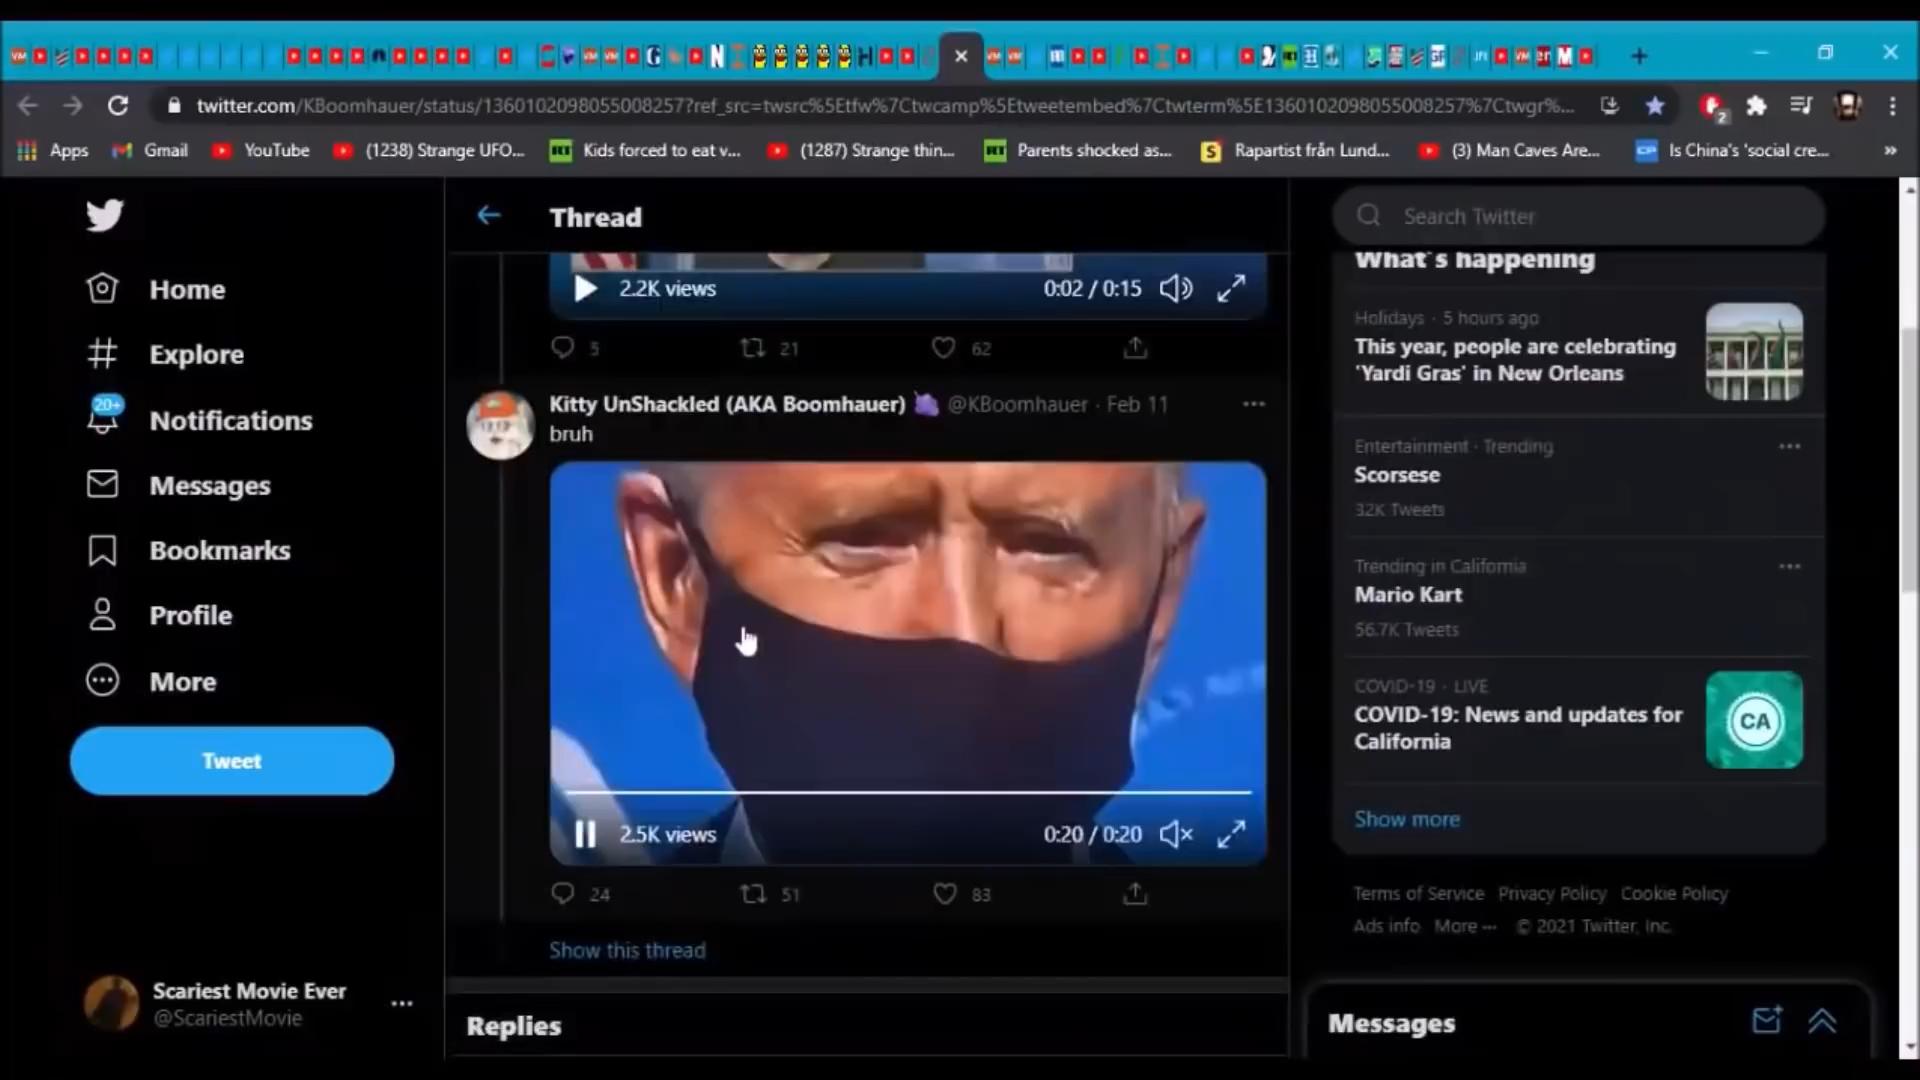 twitter.com/KBoomhauer/status/1360102098055008257?ref_src=twsrc%5Etfw%7Ctwcamp%5Etweetembed%7Ctwterm%5E1360102098055008257%7Ctwgr%...
2
Apps
Gmail
YouTube
(1238) Strange UFO...
RT
Kids forced to eat v...
(1287) Strange thin...
RT
Parents shocked as...
S
Rapartist från Lund...
(3) Man Caves Are...
CP
Is China's 'social cre...
»
Home
Explore
20+
Notifications
Messages
Bookmarks
Profile
More
Tweet
Scariest Movie Ever
@ScariestMovie
Thread
2.2K views
0:02 / 0:15
21
62
Kitty UnShackled (AKA Boomhauer) @KBoomhauer · Feb 11
bruh
2.5K views
0:20 / 0:20
24
51
83
Show this thread
Replies
Search Twitter
What's happening
Holidays · 5 hours ago
This year, people are celebrating
'Yardi Gras' in New Orleans
Entertainment · Trending
Scorsese
32K Tweets
Trending in California
Mario Kart
56.7K Tweets
COVID-19 · LIVE
COVID-19: News and updates for
California
CA
Show more
Terms of Service Privacy Policy Cookie Policy
Ads info More ··· © 2021 Twitter, Inc.
Messages